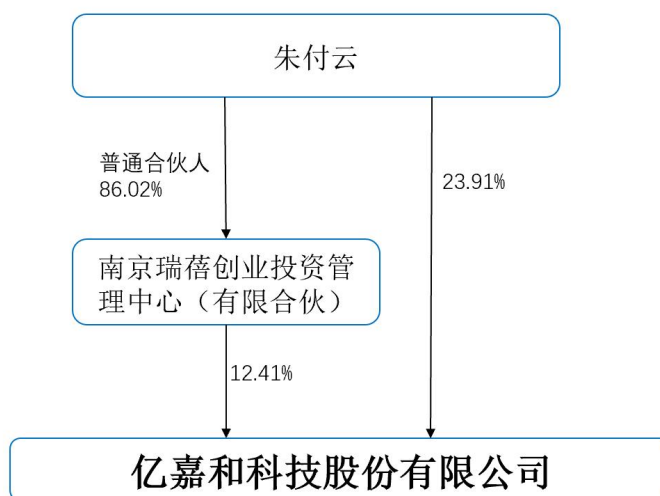 朱付云
普通合伙人
86.02%
23.91%
南京瑞蓓创业投资管
理中心（有限合伙）
12.41%
亿嘉和科技股份有限公司